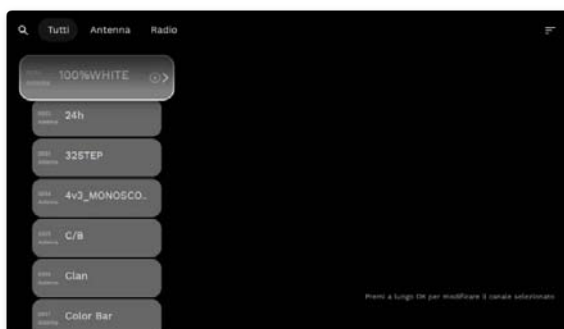 Tutti Antenna Radio
100%WHITE
24h
32STEP
4v3_MONOSCO..
C/B
Clan
Color Bar
Premi a lungo OK per modificare il canale selezionato